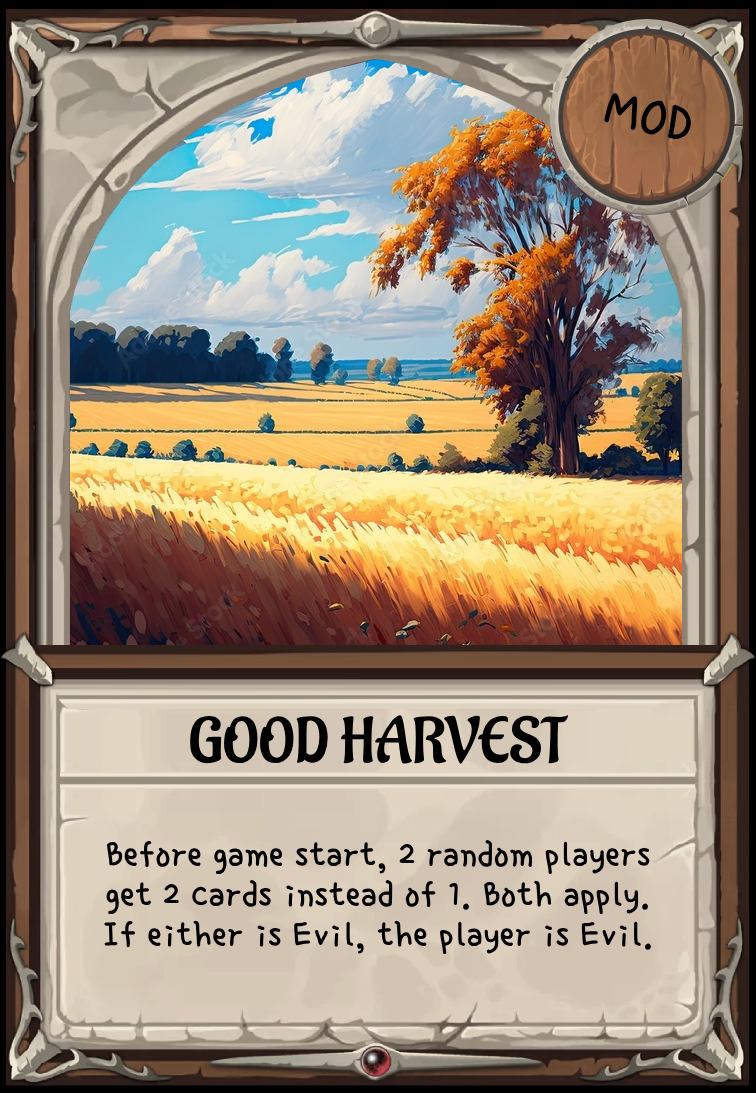 MOD
GOOD HARVEST
Before game start, 2 random players
get 2 cards instead of 1. Both apply.
If either is Evil, the player is Evil.